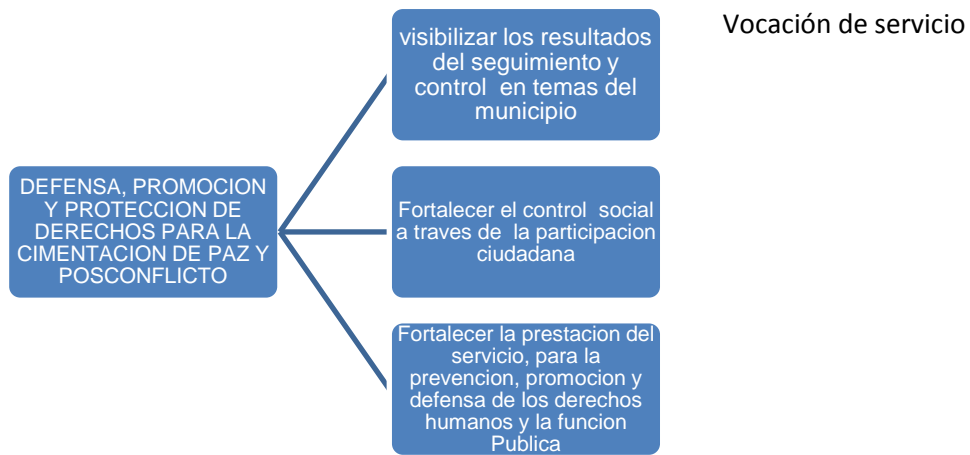 Vocación de servicio
visibilizar los resultados
del seguimiento y
control en temas del
municipio
DEFENSA, PROMOCION
Y PROTECCION DE
DERECHOS PARA LA
CIMENTACION DE PAZ Y
POSCONFLICTO
Fortalecer el control social
a traves de la participacion
ciudadana
Fortalecer la prestacion del
servicio, para la
prevencion, promocion y
defensa de los derechos
humanos y la funcion
Publica